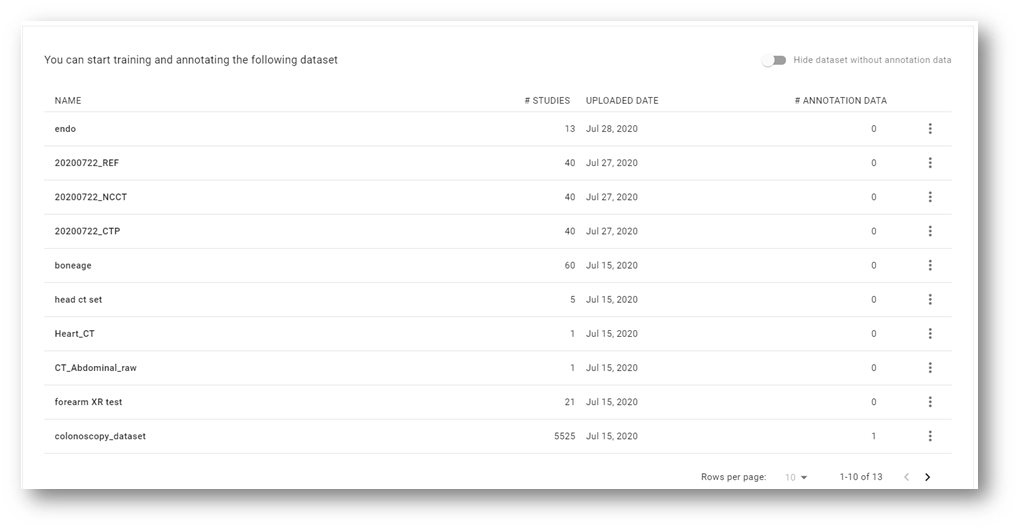 You can start training and annotating the following dataset Hide dataset without annotation data
NAME # STUDIES UPLOADED DATE # ANNOTATION DATA
endo 13 Jul 28, 2020 0
20200722_REF 40 Jul 27, 2020 0
20200722_NCCT 40 Jul 27, 2020 0
20200722_CTP 40 Jul 27, 2020 0
boneage 60 Jul 15, 2020 0
head ct set 5 Jul 15, 2020 0
Heart_CT 1 Jul 15, 2020 0
CT_Abdominal_raw 1 Jul 15, 2020 0
forearm XR test 21 Jul 15, 2020 0
colonoscopy_dataset 5525 Jul 15, 2020 1
Rows per page: 10 1-10 of 13